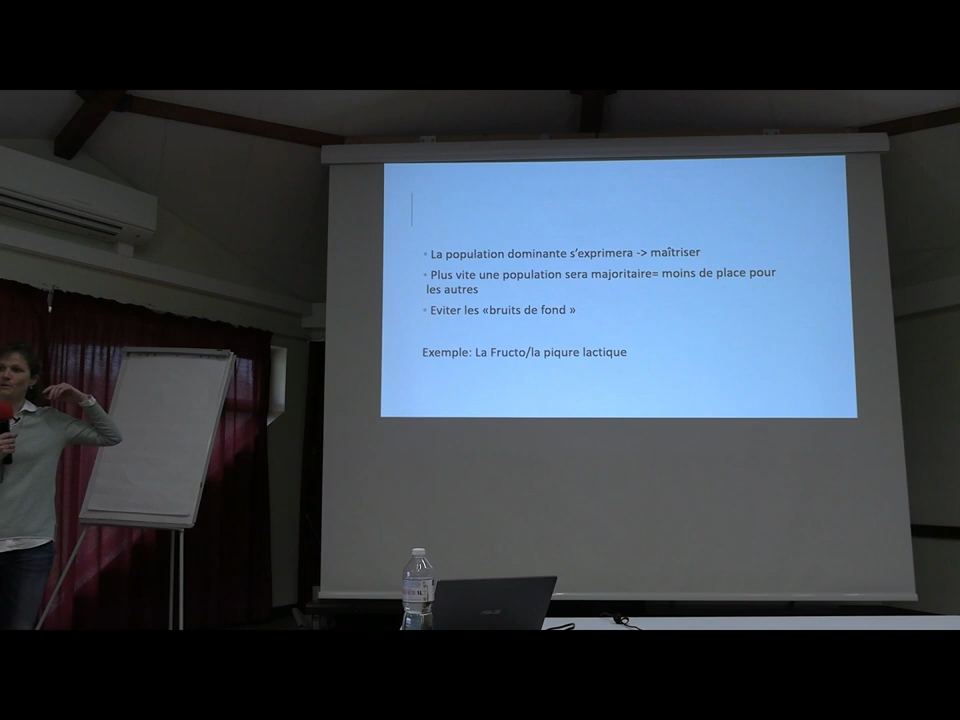 • La population dominante s'exprimera -> maîtriser
• Plus vite une population sera majoritaire= moins de place pour
les autres
• Eviter les «bruits de fond »
Exemple: La Fructo/la piqure lactique
ASUS